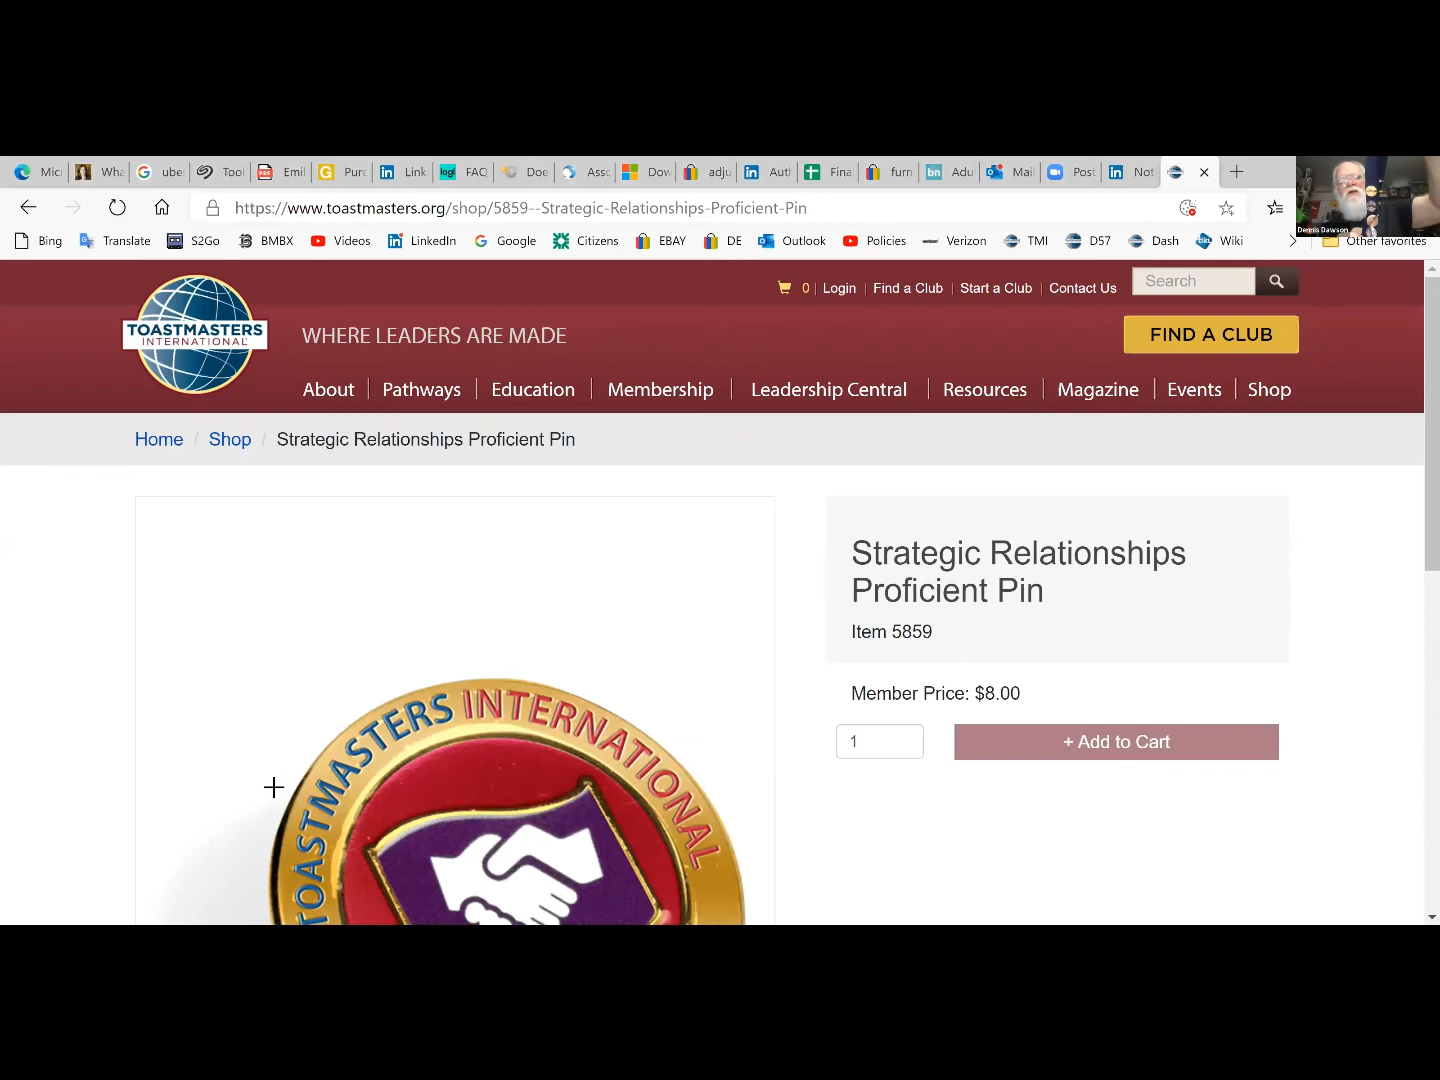 Mic
Wha
ube
Tool
Emil
Purc
Link
FAQ
Doe
Assc
Dow
adju
Auth
Fina
furn
Adu
Mail
Post
Not
https://www.toastmasters.org/shop/5859--Strategic-Relationships-Proficient-Pin
Dennis Dawson
Bing Translate S2Go BMBX Videos LinkedIn Google Citizens EBAY DE Outlook Policies Verizon TMI D57 Dash Wiki Other favorites
0 Login Find a Club Start a Club Contact Us Search
TOASTMASTERS
INTERNATIONAL
WHERE LEADERS ARE MADE
FIND A CLUB
About Pathways Education Membership Leadership Central Resources Magazine Events Shop
Home / Shop / Strategic Relationships Proficient Pin
Strategic Relationships
Proficient Pin
Item 5859
Member Price: $8.00
1
+ Add to Cart
TOASTMASTERS INTERNATIONAL